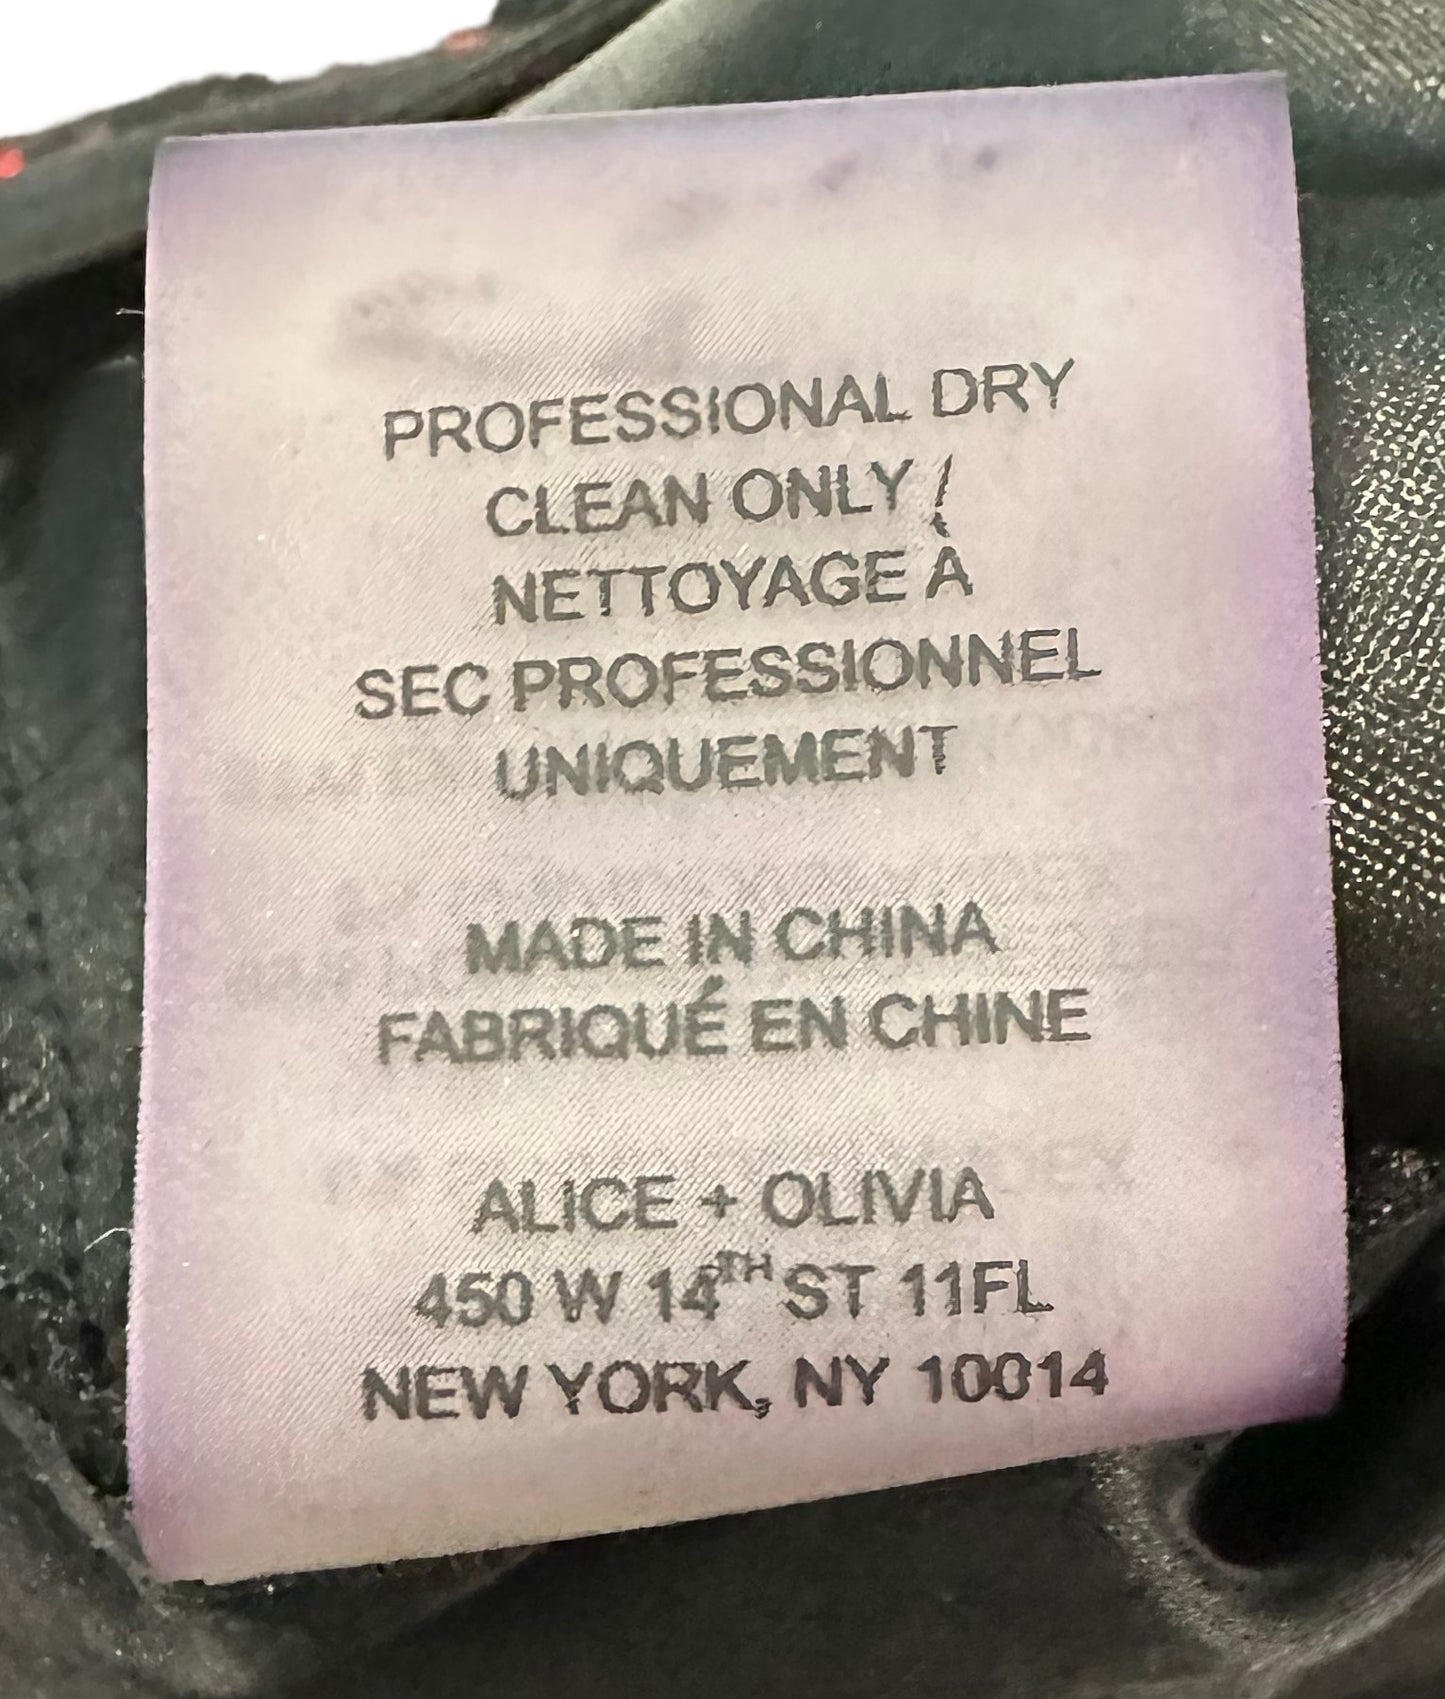 PROFESSIONAL DRY
CLEAN ONLY /
NETTOYAGE À
SEC PROFESSIONNEL
UNIQUEMENT
MADE IN CHINA
FABRIQUÉ EN CHINE
ALICE + OLIVIA
450 W 14TH ST 11FL
NEW YORK, NY 10014